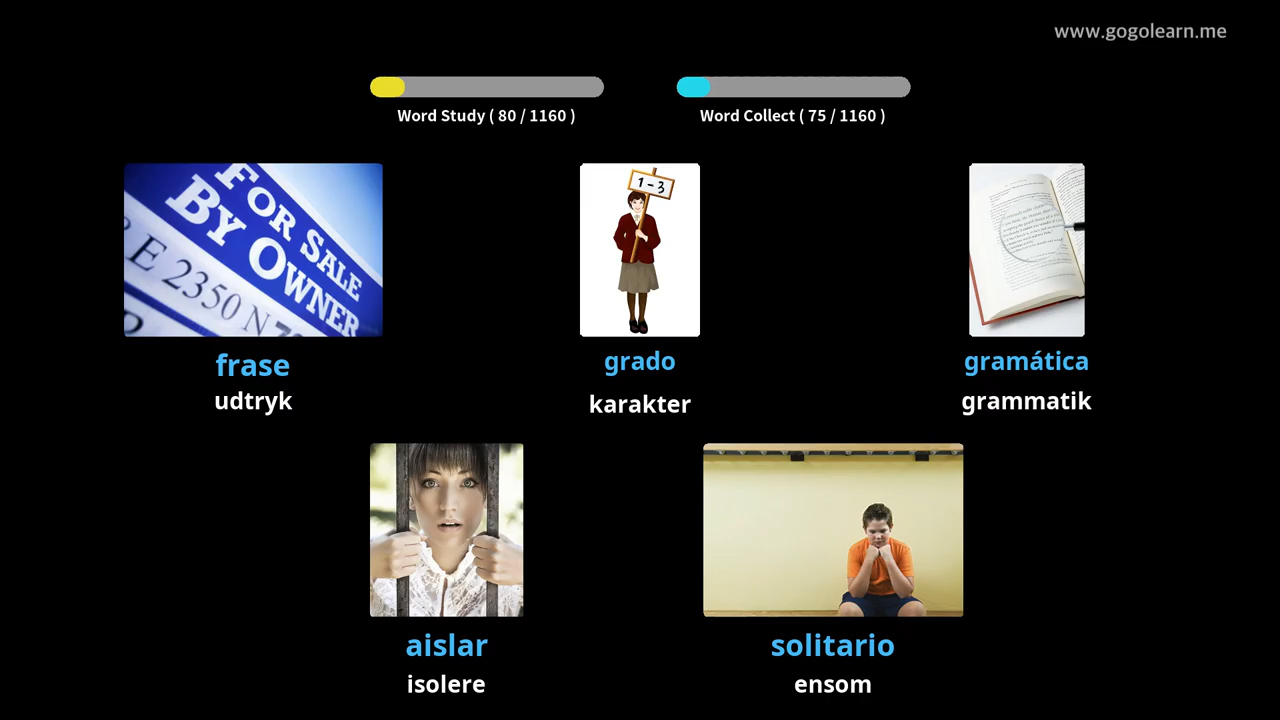 www.gogolearn.me
Word Study ( 80 / 1160 )
Word Collect ( 75 / 1160 )
FOR SALE
BY OWNER
E 2350 N
1 - 3
frase
grado
gramática
udtryk
karakter
grammatik
aislar
solitario
isolere
ensom